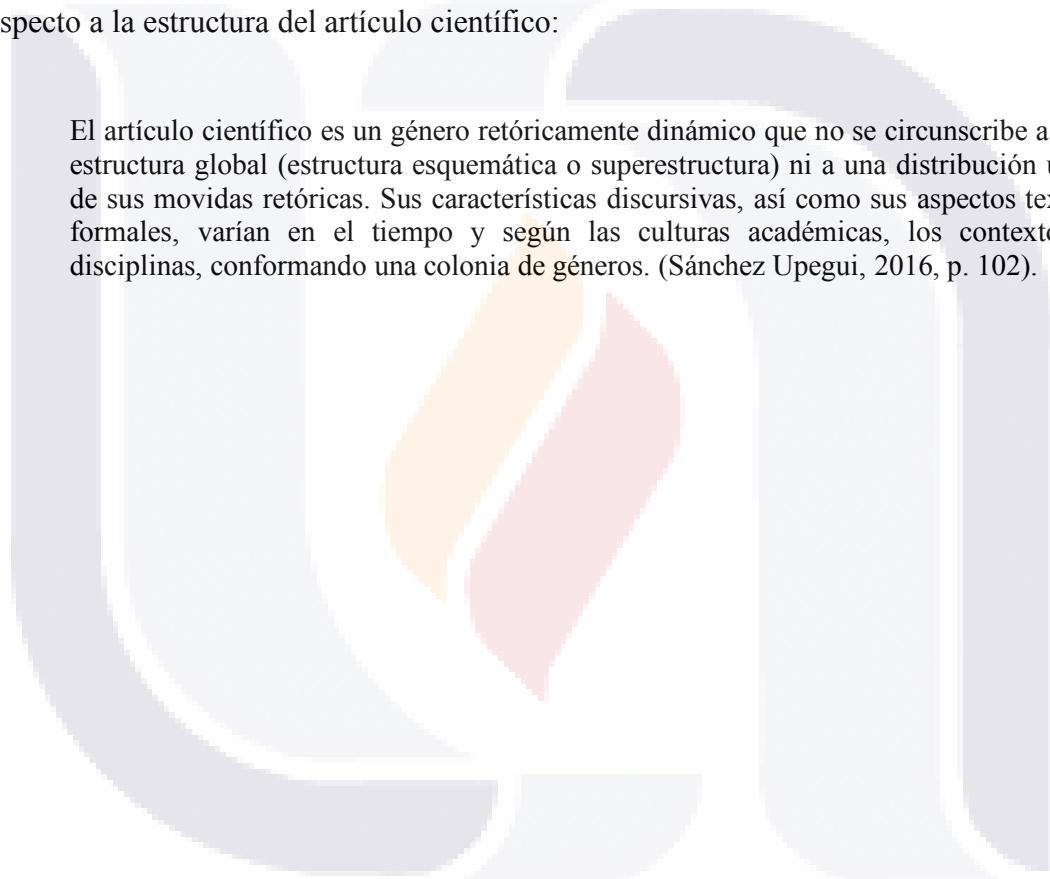 specto a la estructura del artículo científico:
El artículo científico es un género retóricamente dinámico que no se circunscribe a
estructura global (estructura esquemática o superestructura) ni a una distribución
de sus movidas retóricas. Sus características discursivas, así como sus aspectos
formales, varían en el tiempo y según las culturas académicas, los
disciplinas, conformando una colonia de géneros. (Sánchez Upegui, 2016, p. 102).